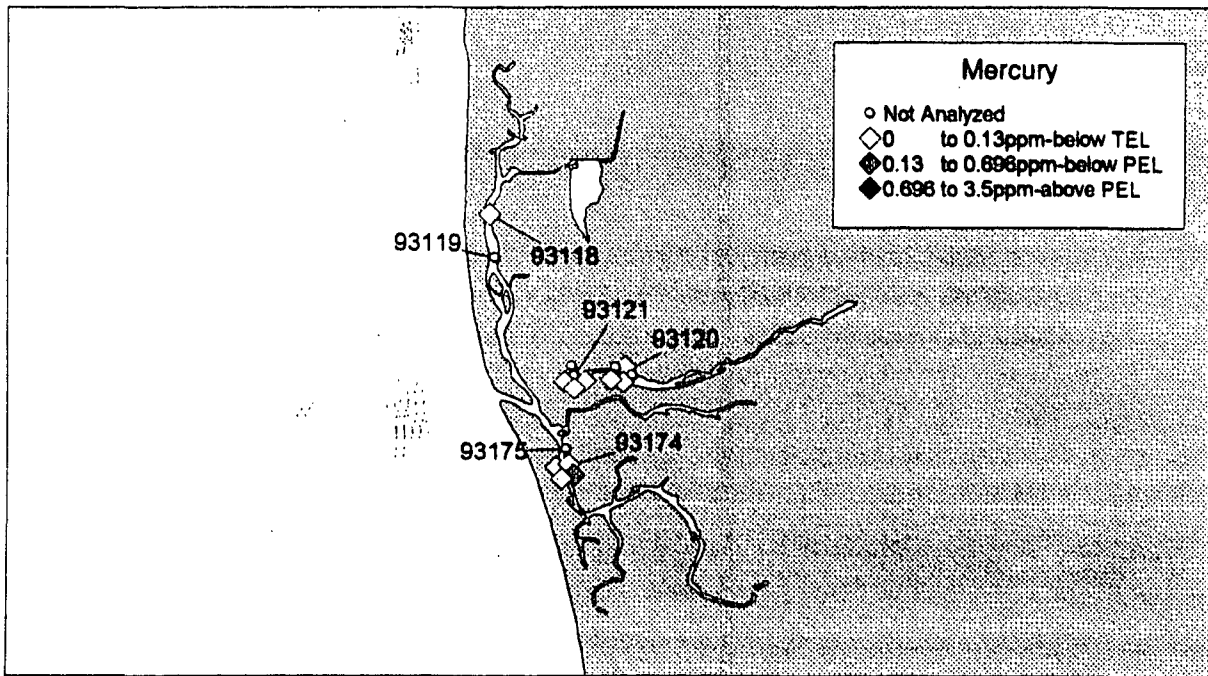 Mercury
Not Analyzed
0 to 0.13ppm-below TEL
0.13 to 0.696ppm-below PEL
0.696 to 3.5ppm-above PEL
93119
93118
93121
93120
93175
93174